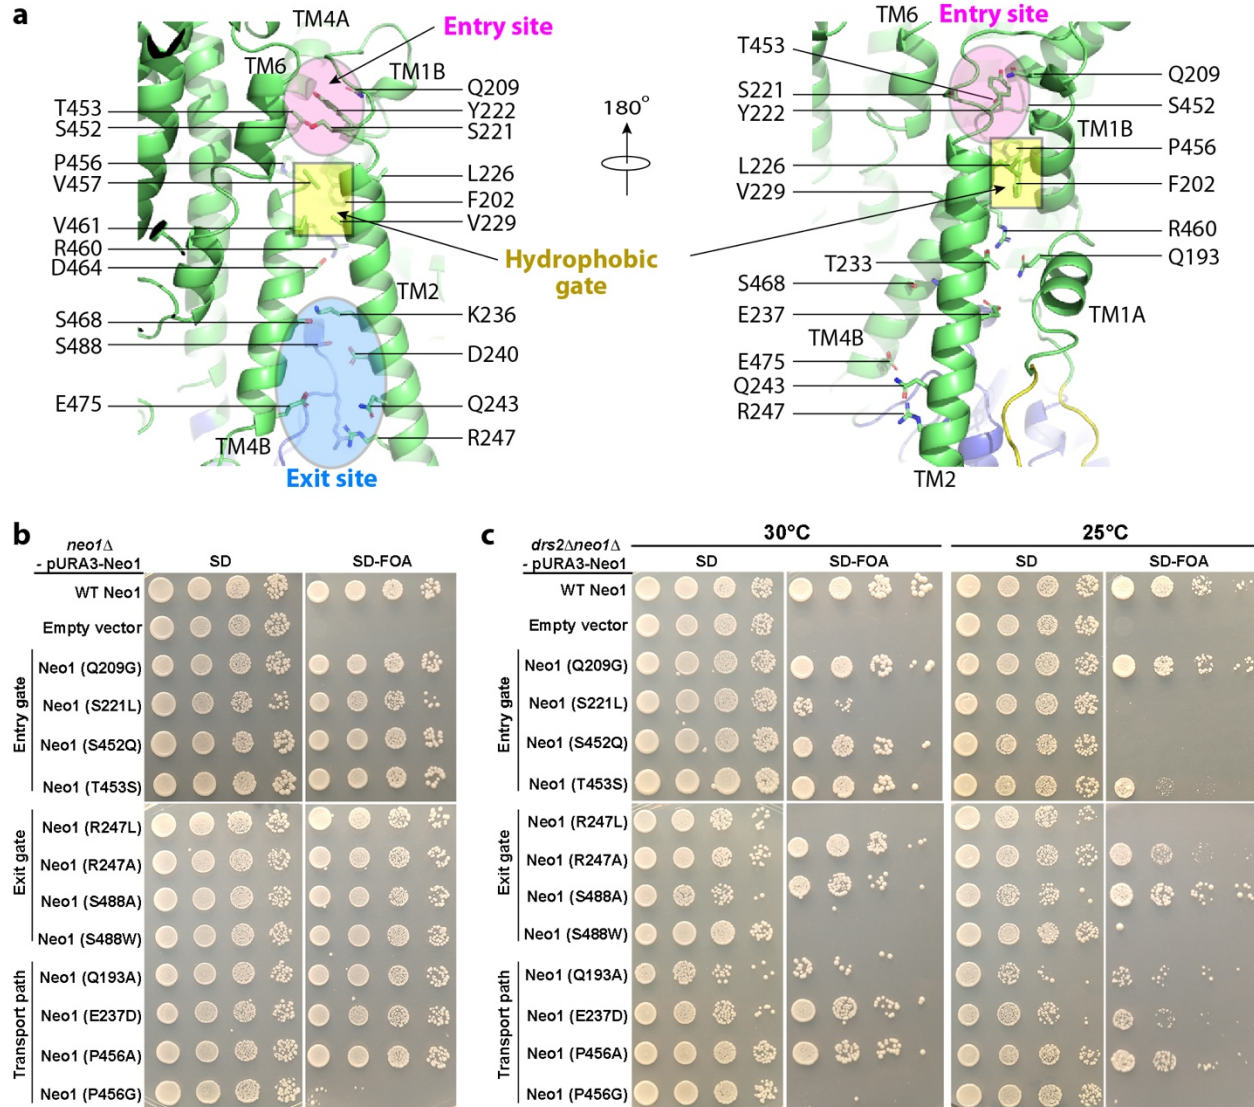 a
TM4A
Entry site
TM6
TM1B
T453
S452
P456
V457
V461
R460
D464
S468
S488
E475
Q209
Y222
S221
L226
F202
V229
TM2
K236
D240
Q243
R247
TM4B
Exit site
Hydrophobic
gate
180°
TM6
Entry site
T453
S221
Y222
L226
V229
T233
S468
E237
TM4B
E475
Q243
R247
TM2
Q209
S452
TM1B
P456
F202
R460
Q193
TM1A
b
neo1Δ
- pURA3-Neo1
SD
SD-FOA
WT Neo1
Empty vector
Entry gate
Neo1 (Q209G)
Neo1 (S221L)
Neo1 (S452Q)
Neo1 (T453S)
Exit gate
Neo1 (R247L)
Neo1 (R247A)
Neo1 (S488A)
Neo1 (S488W)
Transport path
Neo1 (Q193A)
Neo1 (E237D)
Neo1 (P456A)
Neo1 (P456G)
c
30°C
25°C
drs2Δneo1Δ
- pURA3-Neo1
SD
SD-FOA
SD
SD-FOA
WT Neo1
Empty vector
Entry gate
Neo1 (Q209G)
Neo1 (S221L)
Neo1 (S452Q)
Neo1 (T453S)
Exit gate
Neo1 (R247L)
Neo1 (R247A)
Neo1 (S488A)
Neo1 (S488W)
Transport path
Neo1 (Q193A)
Neo1 (E237D)
Neo1 (P456A)
Neo1 (P456G)